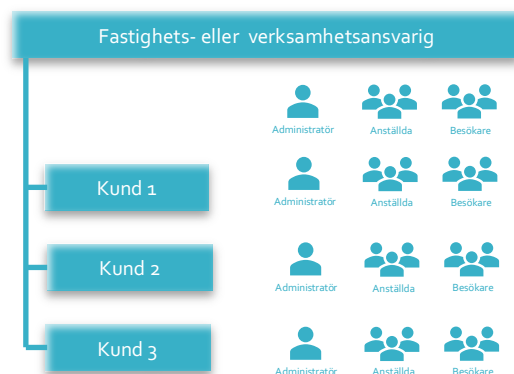 Fastighets- eller verksamhetsansvarig
Administratör Anställda Besökare
Kund 1
Administratör Anställda Besökare
Kund 2
Administratör Anställda Besökare
Kund 3
Administratör Anställda Besökare